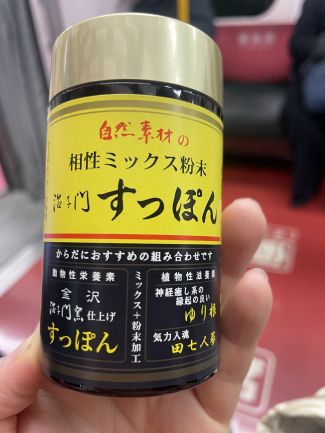 自然素材の
相性ミックス粉末
治手門 すっぽん
からだにおすすめの組み合わせです
動物性栄養素
金沢
治手門窯仕上げ
すっぽん
ミックス+粉末加工
植物性滋養素
神経癒し系の
縁起の良い
ゆり根
気力入魂
田七人参